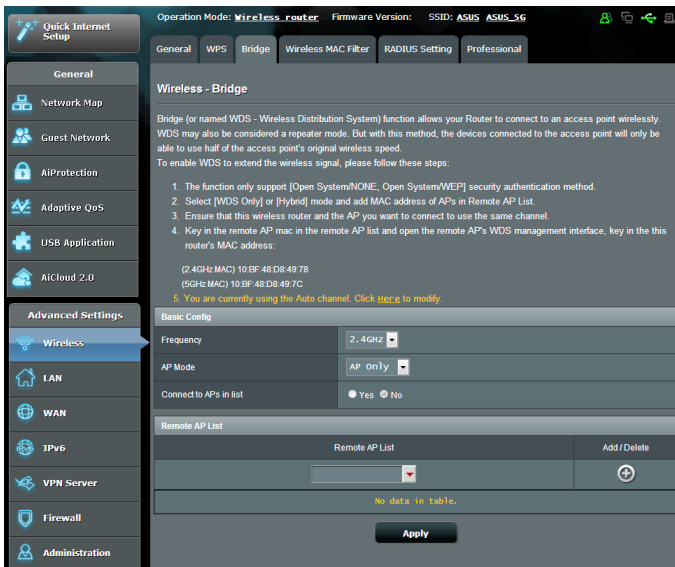 Quick Internet Setup
Operation Mode: Wireless router Firmware Version: SSID: ASUS ASUS_5G
General WPS Bridge Wireless MAC Filter RADIUS Setting Professional
General
Network Map
Guest Network
AiProtection
Adaptive QoS
USB Application
AiCloud 2.0
Advanced Settings
Wireless
LAN
WAN
IPv6
VPN Server
Firewall
Administration
Wireless - Bridge
Bridge (or named WDS - Wireless Distribution System) function allows your Router to connect to an access point wirelessly.
WDS may also be considered a repeater mode. But with this method, the devices connected to the access point will only be
able to use half of the access point's original wireless speed.
To enable WDS to extend the wireless signal, please follow these steps:
1. The function only support [Open System/NONE, Open System/WEP] security authentication method.
2. Select [WDS Only] or [Hybrid] mode and add MAC address of APs in Remote AP List.
3. Ensure that this wireless router and the AP you want to connect to use the same channel.
4. Key in the remote AP mac in the remote AP list and open the remote AP's WDS management interface, key in the this
router's MAC address:
(2.4GHz MAC) 10:BF:48:D8:49:78
(5GHz MAC) 10:BF:48:D8:49:7C
5. You are currently using the Auto channel. Click Here to modify.
Basic Config
Frequency 2.4GHz
AP Mode AP Only
Connect to APs in list Yes No
Remote AP List
Remote AP List Add / Delete
No data in table.
Apply